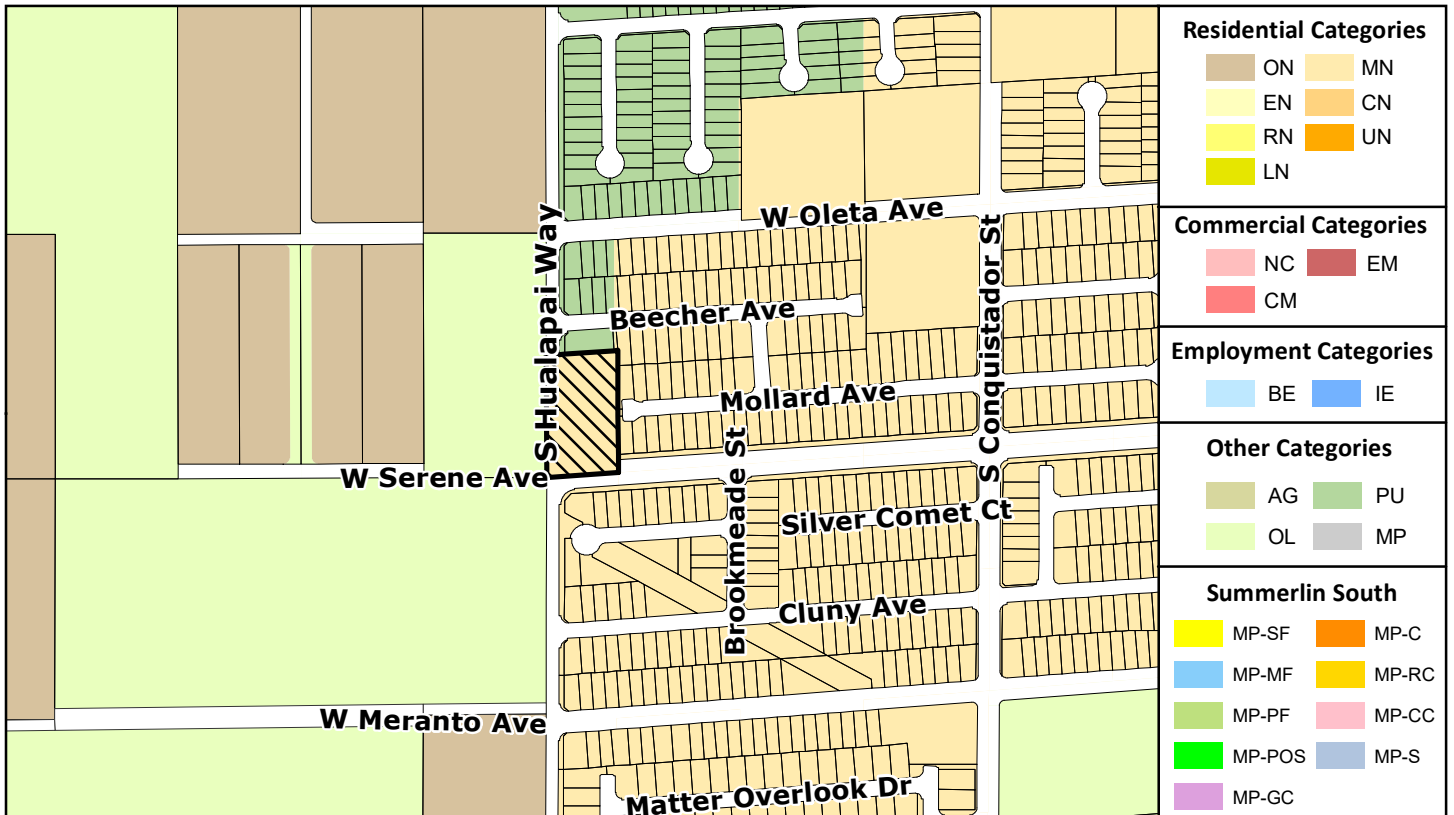 W Oleta Ave
S Hualapai Way
S Conquistador St
Beecher Ave
Mollard Ave
W Serene Ave
Brookmeade St
Silver Comet Ct
Cluny Ave
W Meranto Ave
Matter Overlook Dr
Residential Categories
ON MN
EN CN
RN UN
LN
Commercial Categories
NC EM
CM
Employment Categories
BE IE
Other Categories
AG PU
OL MP
Summerlin South
MP-SF MP-C
MP-MF MP-RC
MP-PF MP-CC
MP-POS MP-S
MP-GC